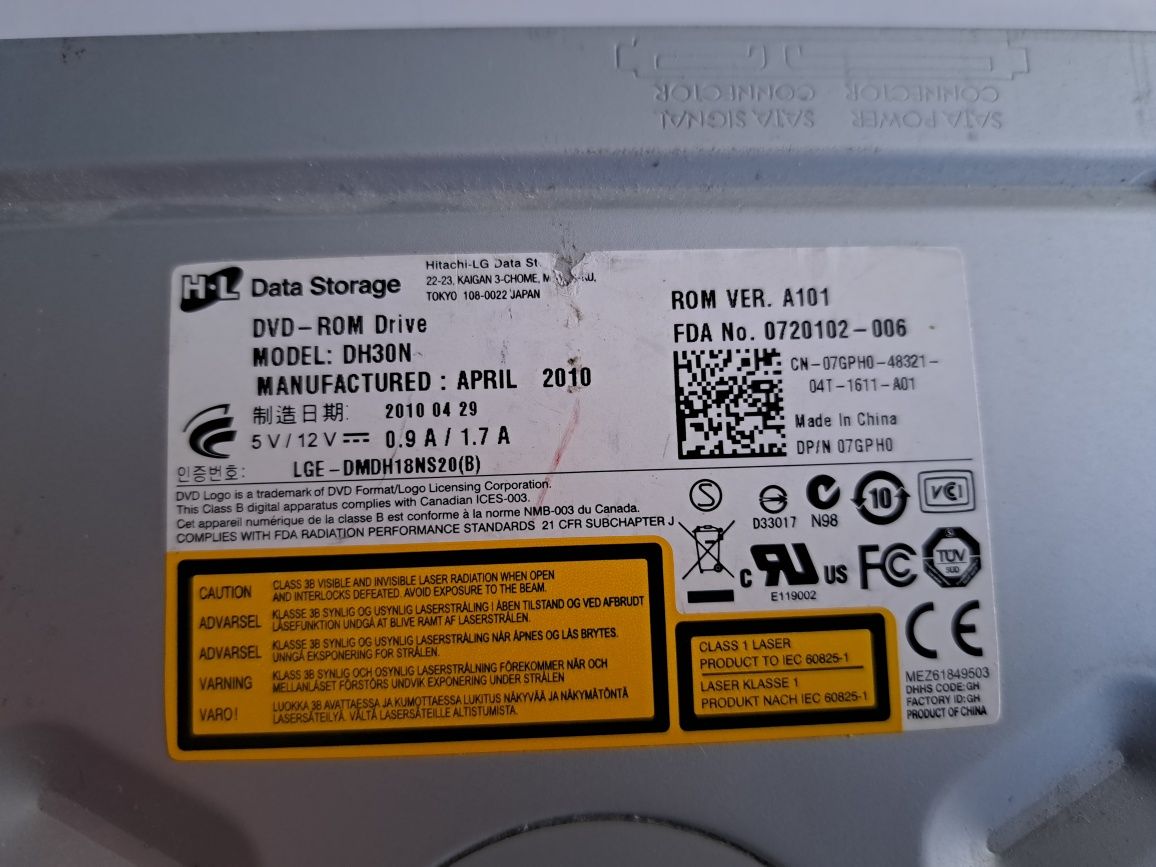 SATA SIGNAL CONNECTOR
SATA POWER CONNECTOR
H·L Data Storage
Hitachi-LG Data
22-23, KAIGAN 3-CHOME,
TOKYO 108-0022 JAPAN
DVD-ROM Drive
MODEL: DH30N
MANUFACTURED : APRIL 2010
制造日期: 2010 04 29
5 V / 12 V 0.9 A / 1.7 A
인증번호: LGE-DMDH18NS20(B)
ROM VER. A101
FDA No. 0720102-006
CN-07GPH0-48321-
04T-1611-A01
Made In China
DP/N 07GPH0
DVD Logo is a trademark of DVD Format/Logo Licensing Corporation.
This Class B digital apparatus complies with Canadian ICES-003.
Cet appareil numérique de la classe B est conforme à la norme NMB-003 du Canada.
COMPLIES WITH FDA RADIATION PERFORMANCE STANDARDS 21 CFR SUBCHAPTER J
S
D33017
N98
10
VCI
c RU US
E119002
FC
TÜV
SÜD
CE
CAUTION CLASS 3B VISIBLE AND INVISIBLE LASER RADIATION WHEN OPEN
AND INTERLOCKS DEFEATED. AVOID EXPOSURE TO THE BEAM.
ADVARSEL KLASSE 3B SYNLIG OG USYNLIG LASERSTRÅLING I ÅBEN TILSTAND OG VED AFBRUDT
LÅSEFUNKTION UNDGÅ AT BLIVE RAMT AF LASERSTRÅLEN.
ADVARSEL KLASSE 3B SYNLIG OG USYNLIG LASERSTRÅLING NÅR ÅPNES OG LÅS BRYTES.
UNNGÅ EKSPONERING FOR STRÅLEN.
VARNING KLASS 3B SYNLIG OCH OSYNLIG LASERSTRÅLNING FÖREKOMMER NÄR OCH
MELLANLÅSET FÖRSTÖRS UNDVIK EXPONERING UNDER STRÅLEN
VARO! LUOKKA 3B AVATTAESSA JA KUMOTTAESSA LUKITUS NÄKYVÄÄ JA NÄKYMÄTÖNTÄ
LASERSÄTEILYÄ. VÄLTÄ LASERSÄTEILLE ALTISTUMISTA.
CLASS 1 LASER
PRODUCT TO IEC 60825-1
LASER KLASSE 1
PRODUKT NACH IEC 60825-1
MEZ61849503
DHHS CODE:GH
FACTORY ID:GH
PRODUCT OF CHINA